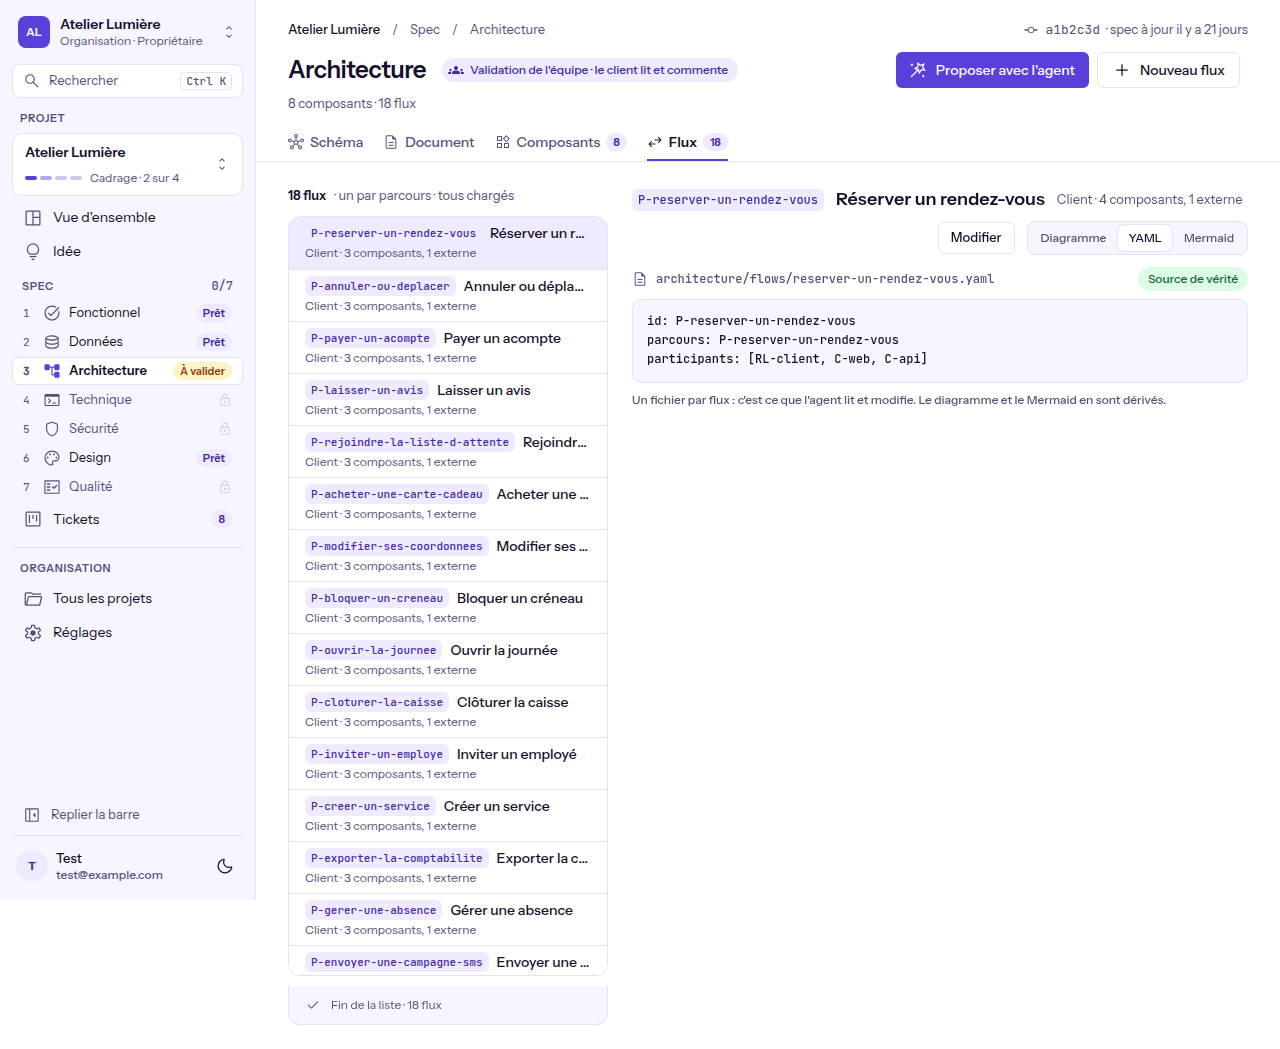 AL
Atelier Lumière
Organisation · Propriétaire
Rechercher
Ctrl K
PROJET
Atelier Lumière
Cadrage · 2 sur 4
Vue d'ensemble
Idée
SPEC 0/7
1 Fonctionnel Prêt
2 Données Prêt
3 Architecture À valider
4 Technique
5 Sécurité
6 Design Prêt
7 Qualité
Tickets 8
ORGANISATION
Tous les projets
Réglages
Replier la barre
T
Test
test@example.com
Atelier Lumière / Spec / Architecture
a1b2c3d · spec à jour il y a 21 jours
Architecture
Validation de l'équipe · le client lit et commente
Proposer avec l'agent
Nouveau flux
8 composants · 18 flux
Schéma
Document
Composants 8
Flux 18
18 flux · un par parcours · tous chargés
P-reserver-un-rendez-vous Réserver un r...
Client · 3 composants, 1 externe
P-annuler-ou-deplacer Annuler ou dépla...
Client · 3 composants, 1 externe
P-payer-un-acompte Payer un acompte
Client · 3 composants, 1 externe
P-laisser-un-avis Laisser un avis
Client · 3 composants, 1 externe
P-rejoindre-la-liste-d-attente Rejoindr...
Client · 3 composants, 1 externe
P-acheter-une-carte-cadeau Acheter une ...
Client · 3 composants, 1 externe
P-modifier-ses-coordonnees Modifier ses ...
Client · 3 composants, 1 externe
P-bloquer-un-creneau Bloquer un créneau
Client · 3 composants, 1 externe
P-ouvrir-la-journee Ouvrir la journée
Client · 3 composants, 1 externe
P-cloturer-la-caisse Clôturer la caisse
Client · 3 composants, 1 externe
P-inviter-un-employe Inviter un employé
Client · 3 composants, 1 externe
P-creer-un-service Créer un service
Client · 3 composants, 1 externe
P-exporter-la-comptabilite Exporter la c...
Client · 3 composants, 1 externe
P-gerer-une-absence Gérer une absence
Client · 3 composants, 1 externe
P-envoyer-une-campagne-sms Envoyer une ...
Fin de la liste · 18 flux
P-reserver-un-rendez-vous Réserver un rendez-vous Client · 4 composants, 1 externe
Modifier
Diagramme
YAML
Mermaid
architecture/flows/reserver-un-rendez-vous.yaml
Source de vérité
id: P-reserver-un-rendez-vous
parcours: P-reserver-un-rendez-vous
participants: [RL-client, C-web, C-api]
Un fichier par flux : c'est ce que l'agent lit et modifie. Le diagramme et le Mermaid en sont dérivés.